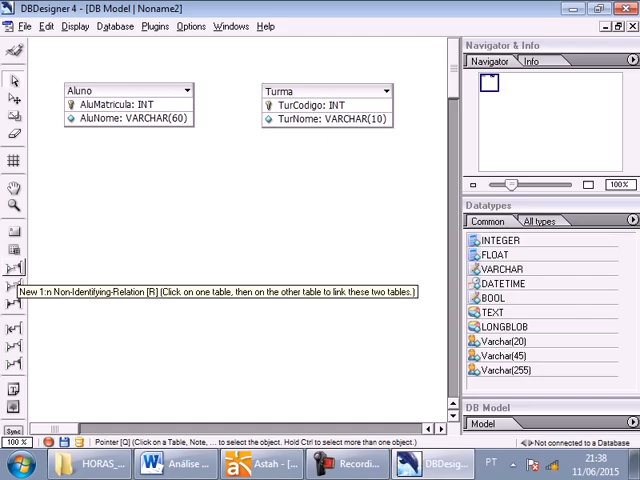 DBDesigner 4 - [DB Model | Noname2]
File Edit Display Database Plugins Options Windows Help
Navigator & Info
Navigator Info
100%
Aluno
AluMatricula: INT
AluNome: VARCHAR(60)
Turma
TurCodigo: INT
TurNome: VARCHAR(10)
Datatypes
Common All types
INTEGER
FLOAT
VARCHAR
DATETIME
BOOL
TEXT
LONGBLOB
Varchar(20)
Varchar(45)
Varchar(255)
New 1:n Non-Identifying-Relation [R] (Click on one table, then on the other table to link these two tables.)
DB Model
Model
Sync
100 % Pointer [Q] (Click on a Table, Note, ... to select the object. Hold Ctrl to select more than one object.) Not connected to a Database
HORAS_... Análise ... Astah - [... Recordi... DBDesig... PT 21:38
11/06/2015